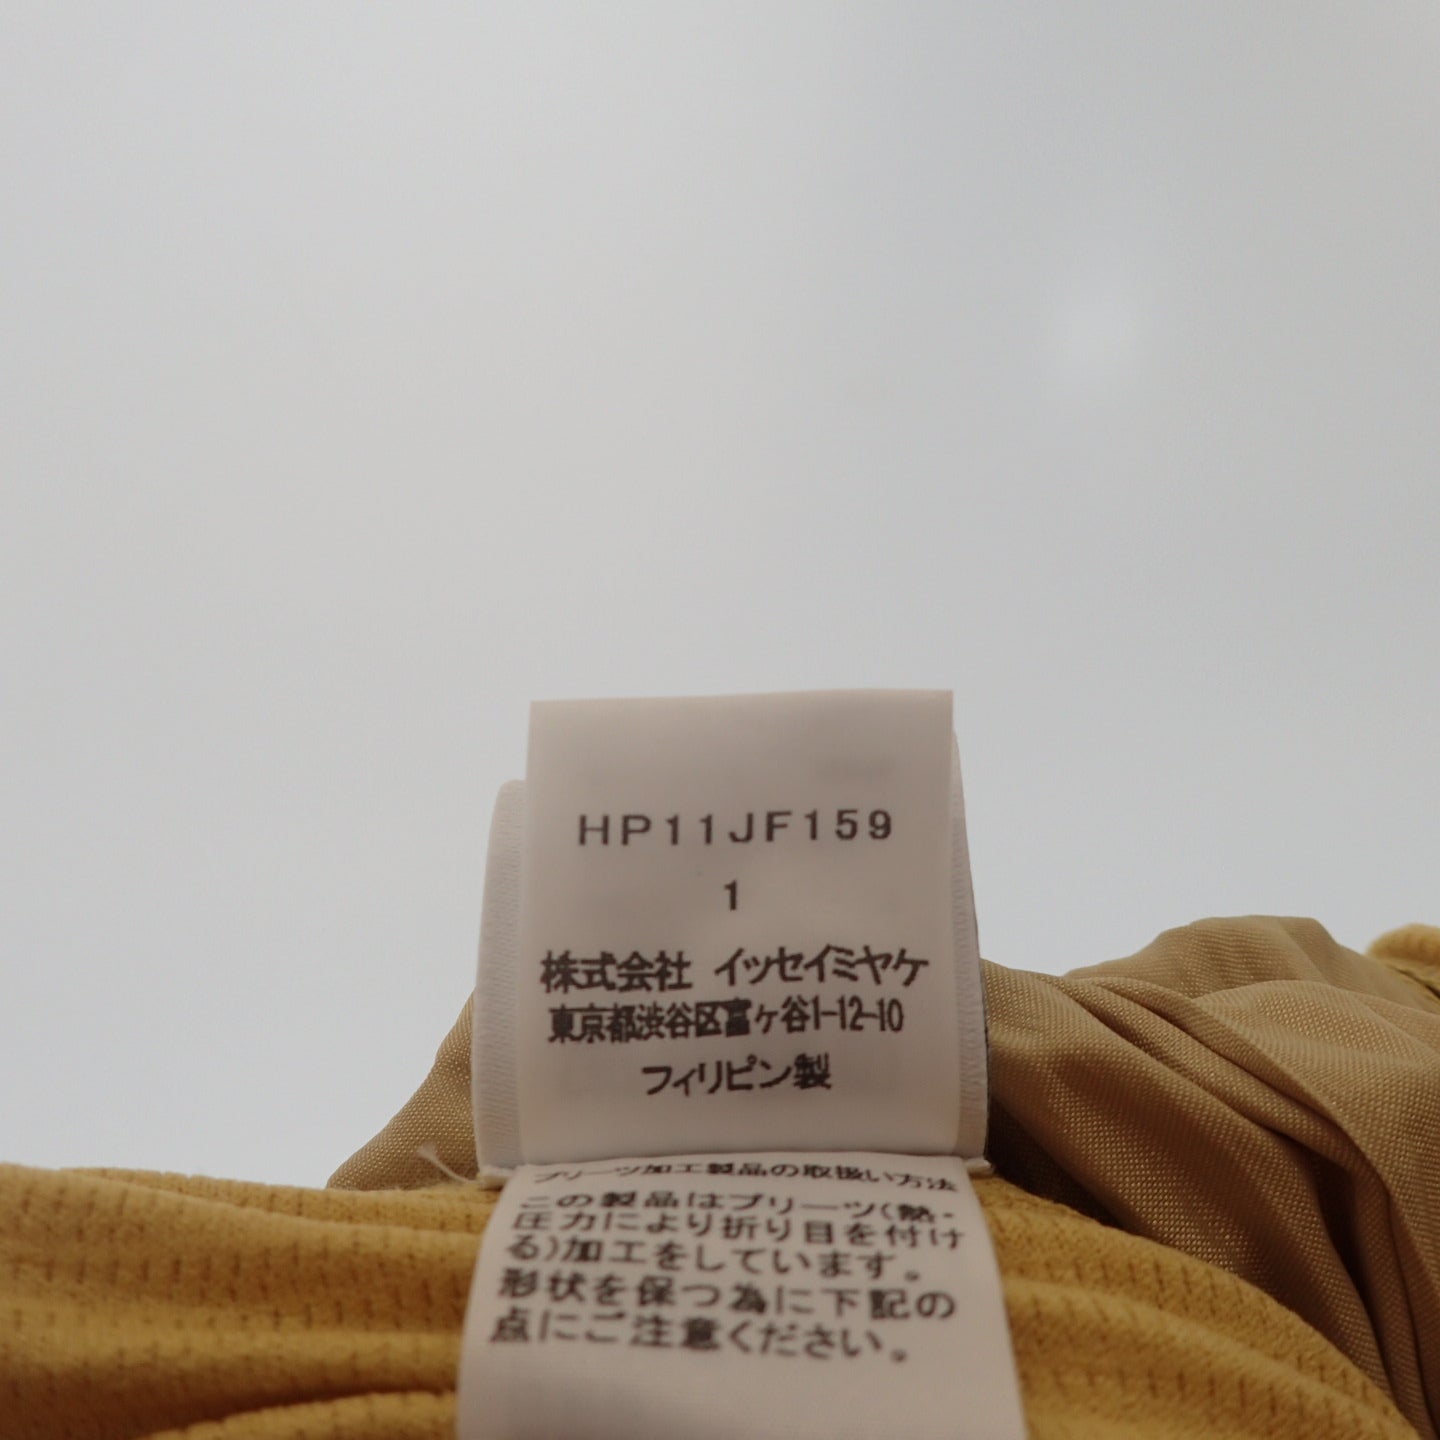 HP11JF159
1
株式会社 イッセイミヤケ
東京都渋谷区富ヶ谷1-12-10
フィリピン製
プリーツ加工製品の取扱い方法
この製品はプリーツ(熱・
圧力により折り目を付け
る)加工をしています。
形状を保つ為に下記の
点にご注意ください。